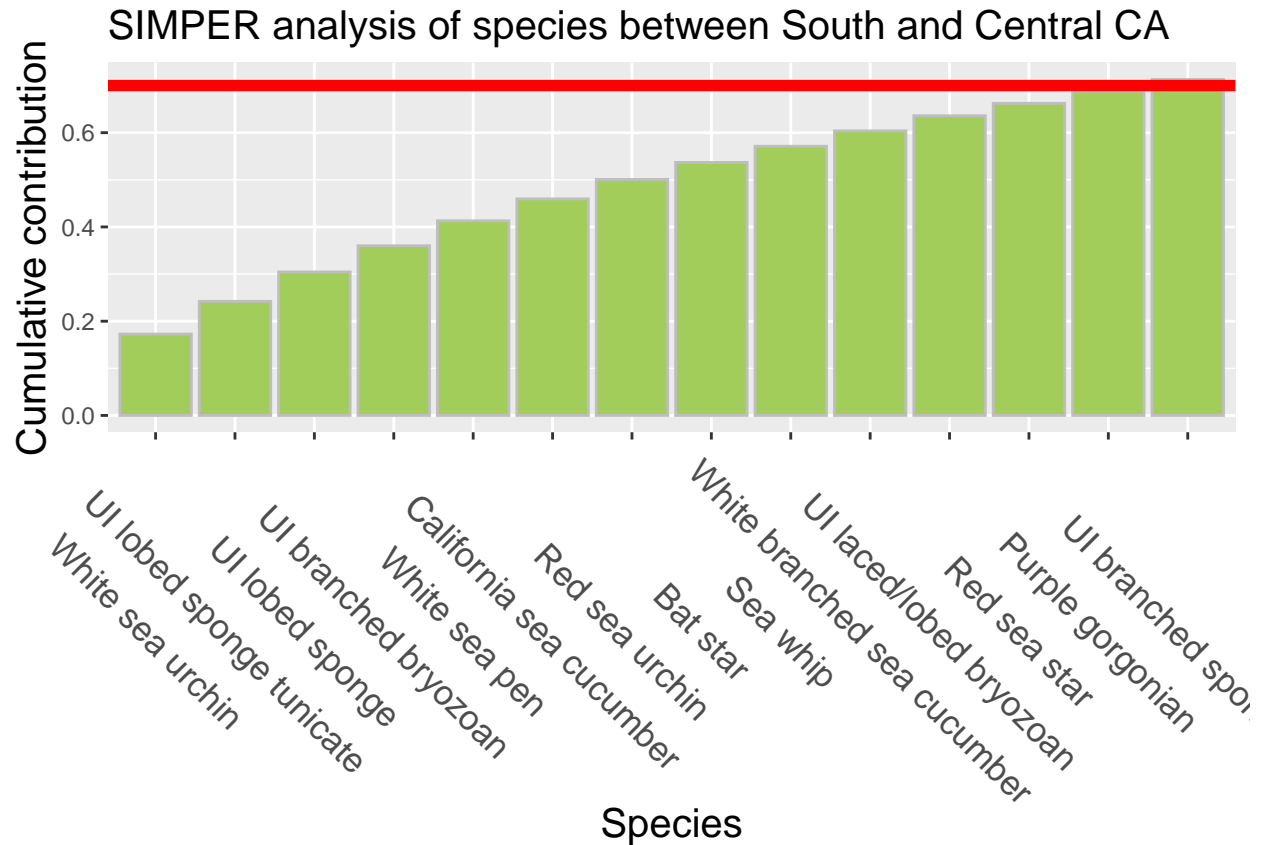 SIMPER analysis of species between South and Central CA
Cumulative contribution
0.6
0.4
0.2
0.0
White sea urchin
UI lobed sponge tunicate
UI lobed sponge
UI branched bryozoan
White sea pen
California sea cucumber
Red sea urchin
Bat star
Sea whip
White branched sea cucumber
UI laced/lobed bryozoan
Red sea star
Purple gorgonian
UI branched
Species